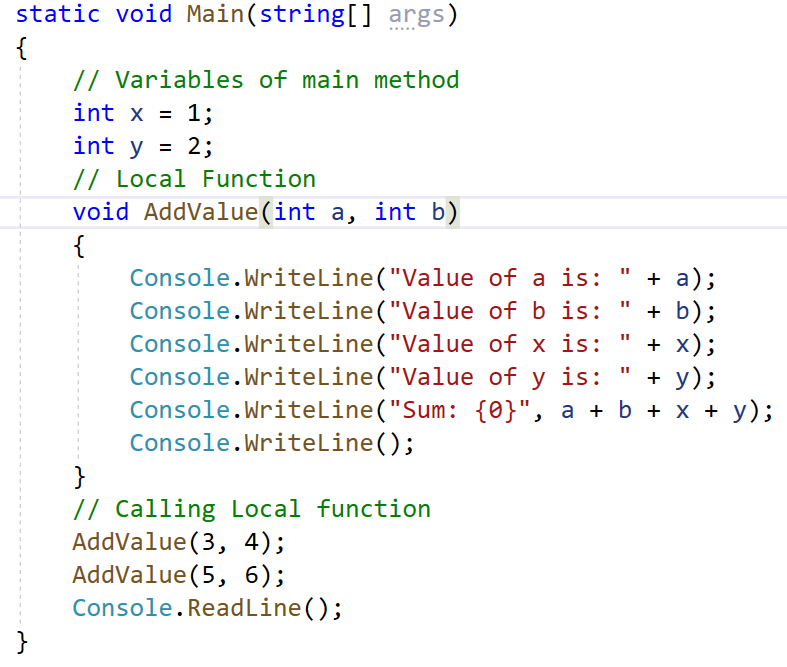 static void Main(string[] args)
{
// Variables of main method
int x = 1;
int y = 2;
// Local Function
void AddValue(int a, int b)
{
Console.WriteLine("Value of a is: " + a);
Console.WriteLine("Value of b is: " + b);
Console.WriteLine("Value of x is: " + x);
Console.WriteLine("Value of y is: " + y);
Console.WriteLine("Sum: {0}", a + b + x + y);
Console.WriteLine();
}
// Calling Local function
AddValue(3, 4);
AddValue(5, 6);
Console.ReadLine();
}